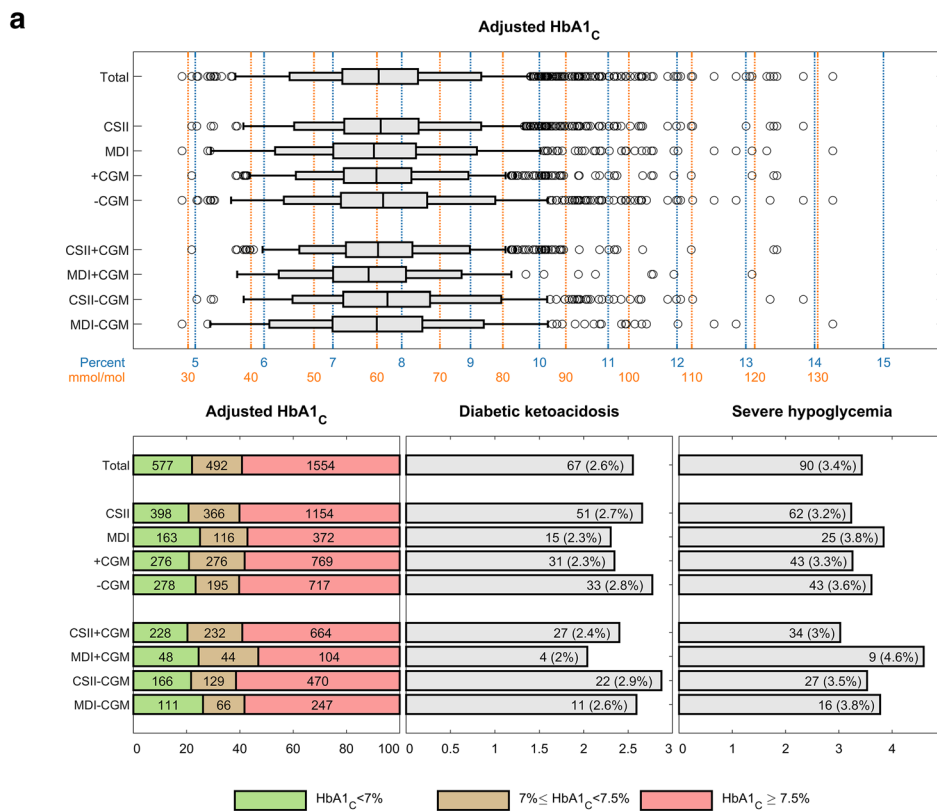 a
Adjusted HbA1C
Total
CSII
MDI
+CGM
-CGM
CSII+CGM
MDI+CGM
CSII-CGM
MDI-CGM
Percent 5 6 7 8 9 10 11 12 13 14 15
mmol/mol 30 40 50 60 70 80 90 100 110 120 130
Adjusted HbA1C Diabetic ketoacidosis Severe hypoglycemia
Total 577 492 1554 67 (2.6%) 90 (3.4%)
CSII 398 366 1154 51 (2.7%) 62 (3.2%)
MDI 163 116 372 15 (2.3%) 25 (3.8%)
+CGM 276 276 769 31 (2.3%) 43 (3.3%)
-CGM 278 195 717 33 (2.8%) 43 (3.6%)
CSII+CGM 228 232 664 27 (2.4%) 34 (3%)
MDI+CGM 48 44 104 4 (2%) 9 (4.6%)
CSII-CGM 166 129 470 22 (2.9%) 27 (3.5%)
MDI-CGM 111 66 247 11 (2.6%) 16 (3.8%)
0 20 40 60 80 100 0 0.5 1 1.5 2 2.5 3 0 1 2 3 4
HbA1C<7% 7%≤ HbA1C<7.5% HbA1C ≥ 7.5%